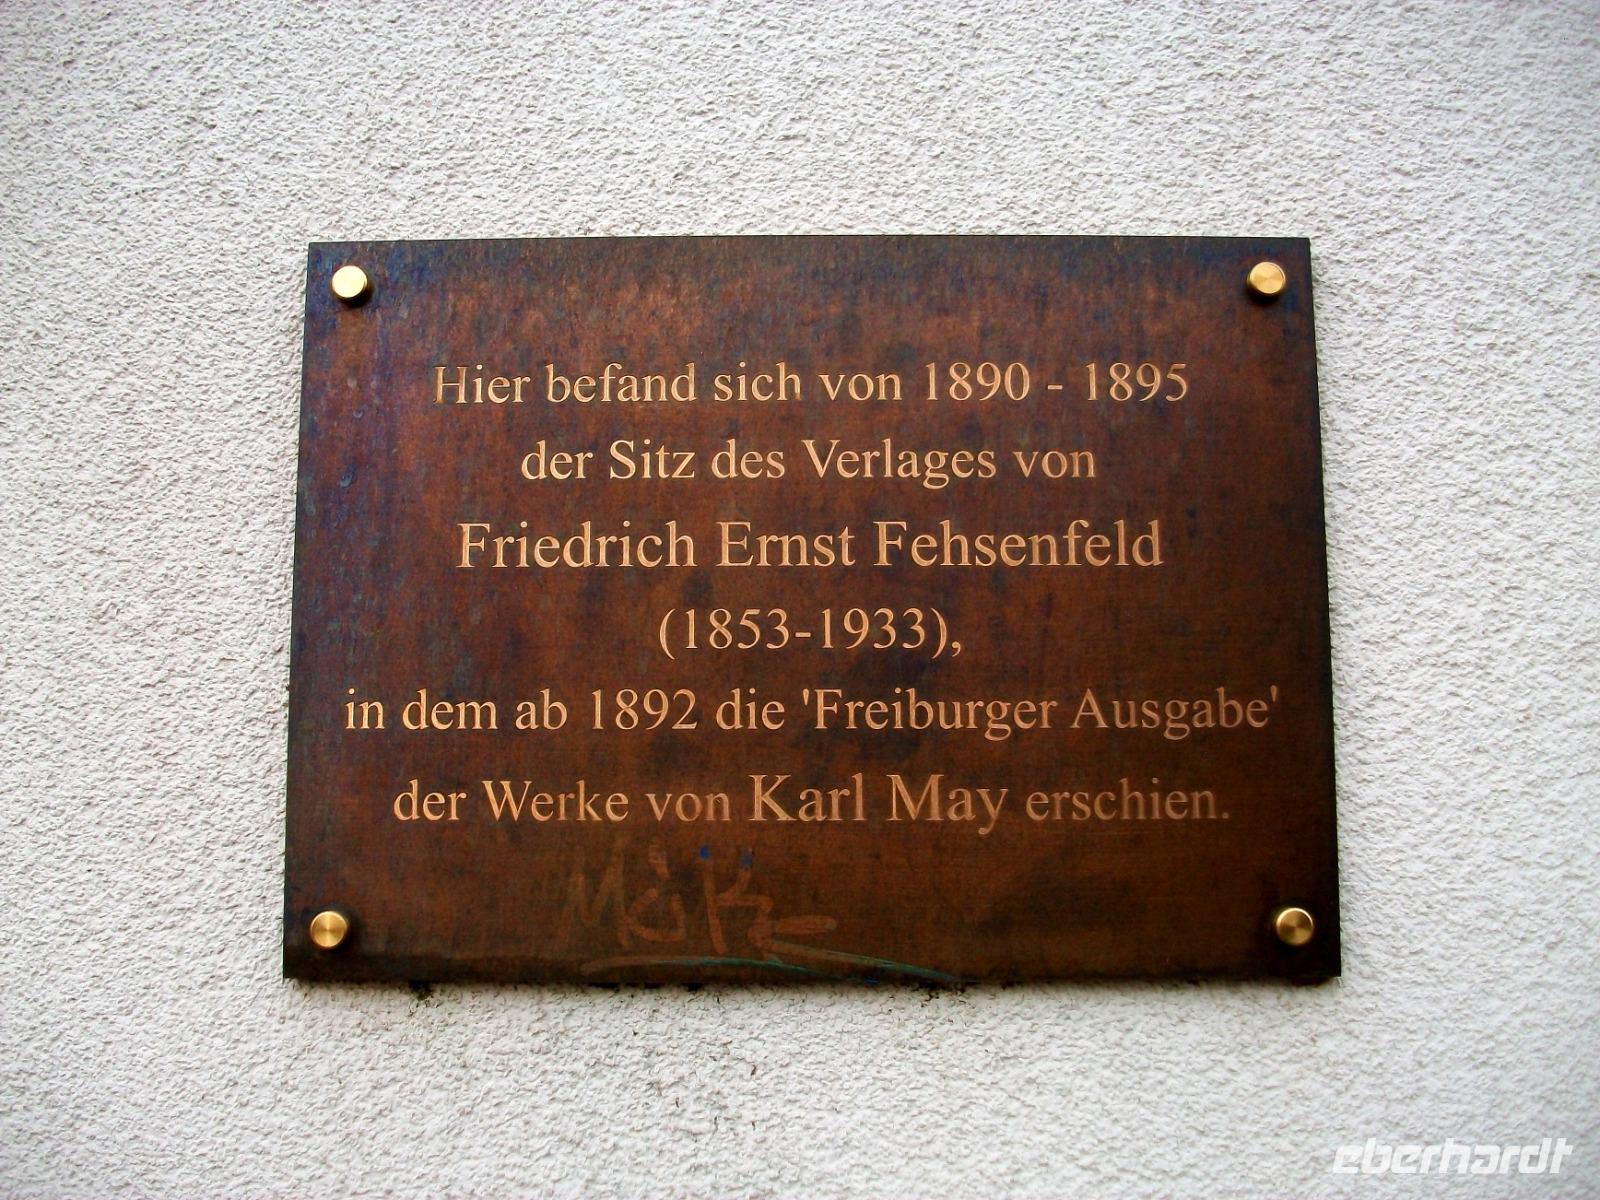 Hier befand sich von 1890 - 1895
der Sitz des Verlages von
Friedrich Ernst Fehsenfeld
(1853-1933),
in dem ab 1892 die 'Freiburger Ausgabe'
der Werke von Karl May erschien.
eberhardt